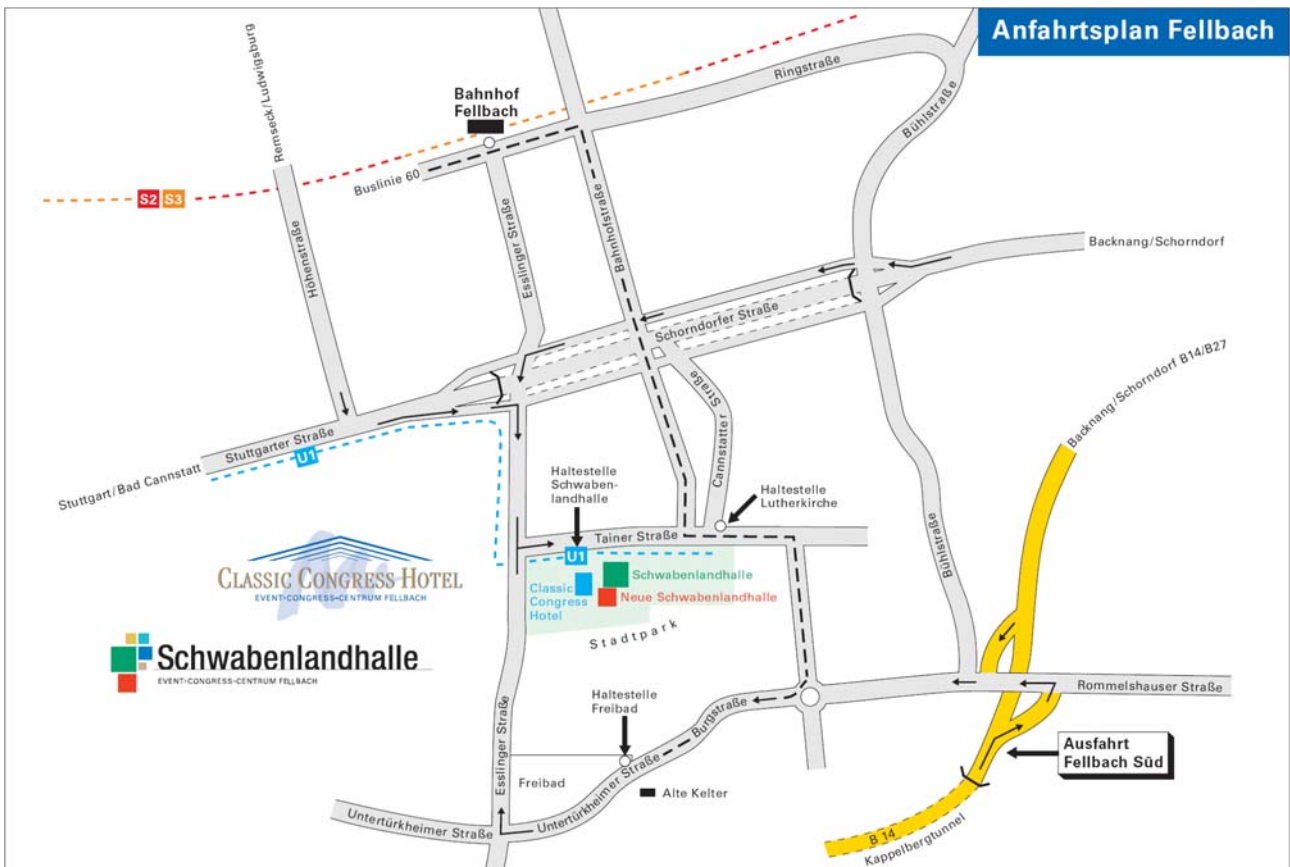 Anfahrtsplan Fellbach
Remseck/Ludwigsburg
Bahnhof
Fellbach
Ringstraße
Bühlstraße
Buslinie 60
S2 S3
Höhenstraße
Esslinger Straße
Bahnhofstraße
Backnang/Schorndorf
Schorndorfer Straße
Backnang/Schorndorf B14/B27
Cannstatter Straße
Stuttgarter Straße
U1
Stuttgart/Bad Cannstatt
Haltestelle
Schwaben-
landhalle
Haltestelle
Lutherkirche
Tainer Straße
U1
Bühlstraße
Classic
Congress
Hotel
Schwabenlandhalle
Neue Schwabenlandhalle
Stadtpark
CLASSIC CONGRESS HOTEL
EVENT-CONGRESS-CENTRUM FELLBACH
Schwabenlandhalle
EVENT-CONGRESS-CENTRUM FELLBACH
Haltestelle
Freibad
Burgstraße
Rommelshauser Straße
Esslinger Straße
Ausfahrt
Fellbach Süd
Freibad
Untertürkheimer Straße
Alte Kelter
Untertürkheimer Straße
B 14
Kappelbergtunnel